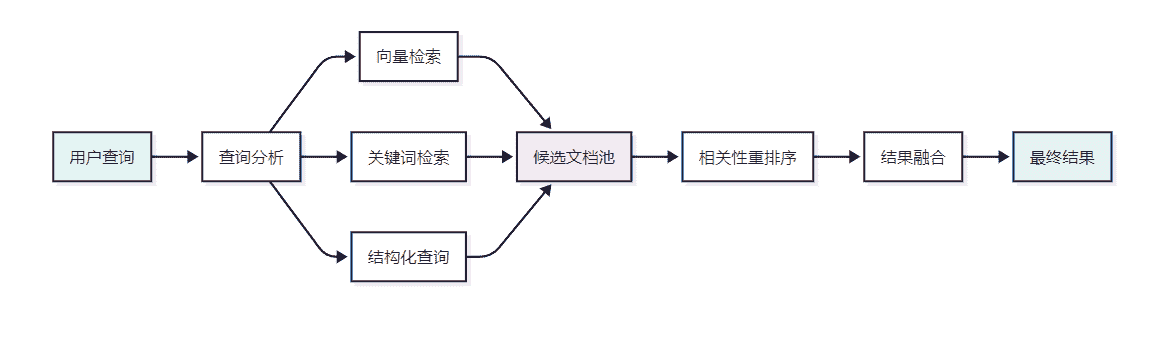 用户查询
查询分析
向量检索
关键词检索
结构化查询
候选文档池
相关性重排序
结果融合
最终结果